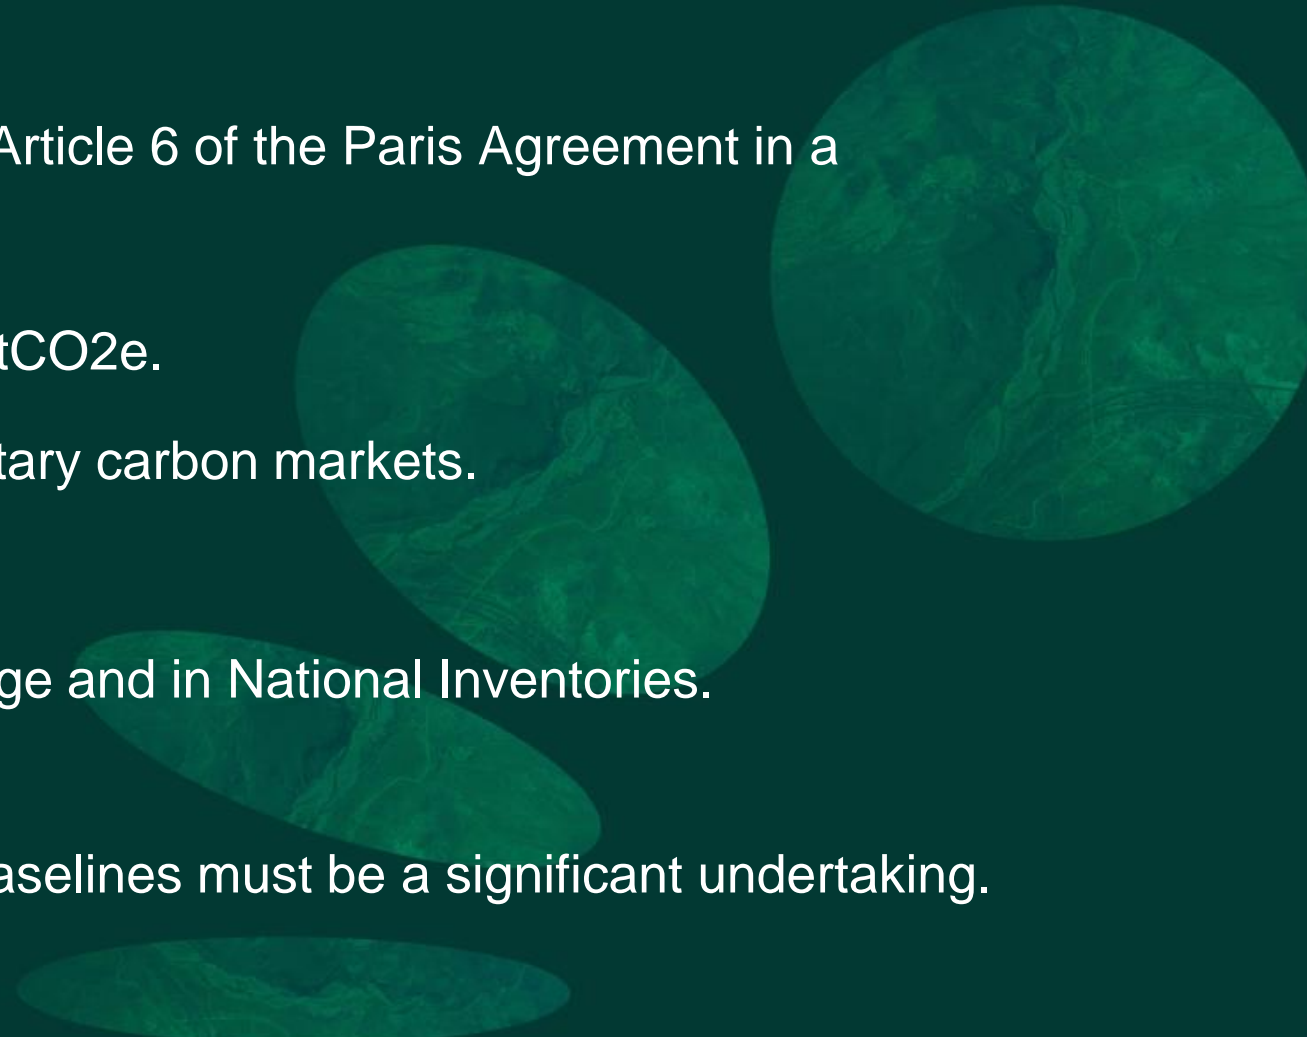 Article 6 of the Paris Agreement in a
tCO2e.
tary carbon markets.
ge and in National Inventories.
aselines must be a significant undertaking.